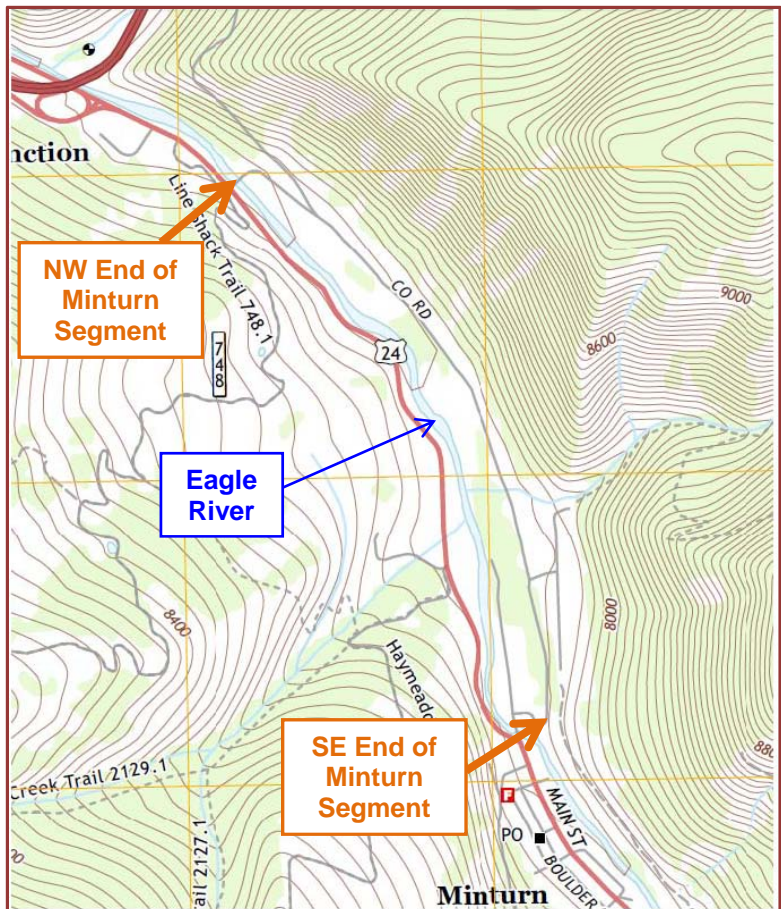 nction
Line Shack Trail 748.1
NW End of
Minturn
Segment
CO RD
9000
8600
24
748
Eagle
River
8400
8000
Haymeado
SE End of
Minturn
Segment
880
Creek Trail 2129.1
F
MAIN ST
PO
BOULDER
ail 2127.1
Minturn